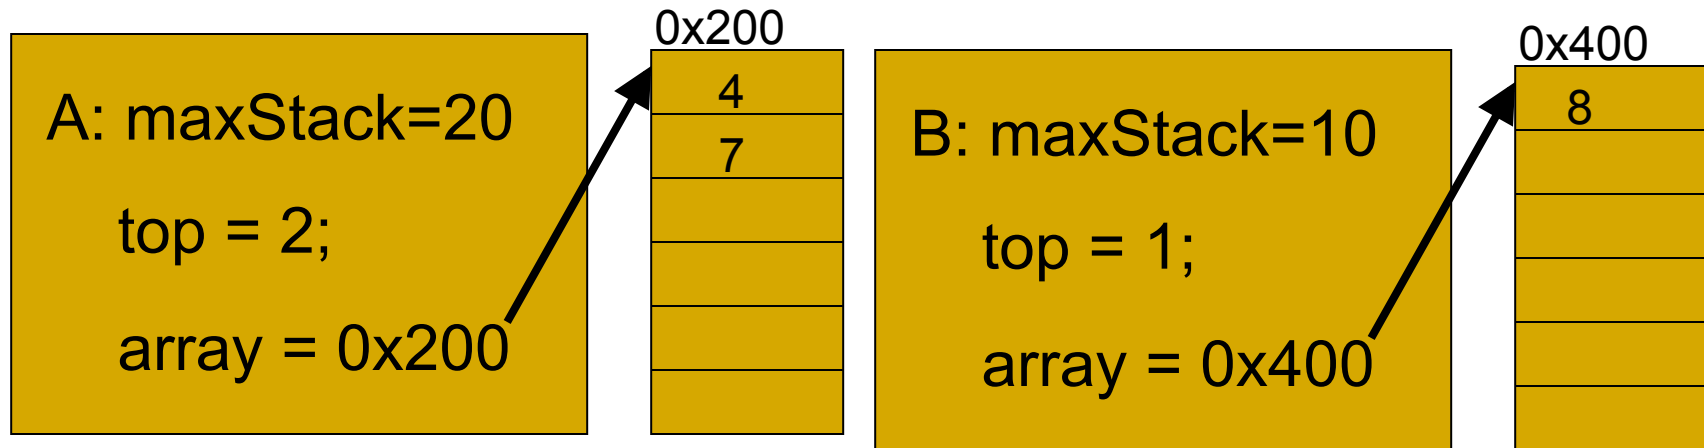 0x200
A: maxStack=20
top = 2;
array = 0x200
4
7
0x400
B: maxStack=10
top = 1;
array = 0x400
8